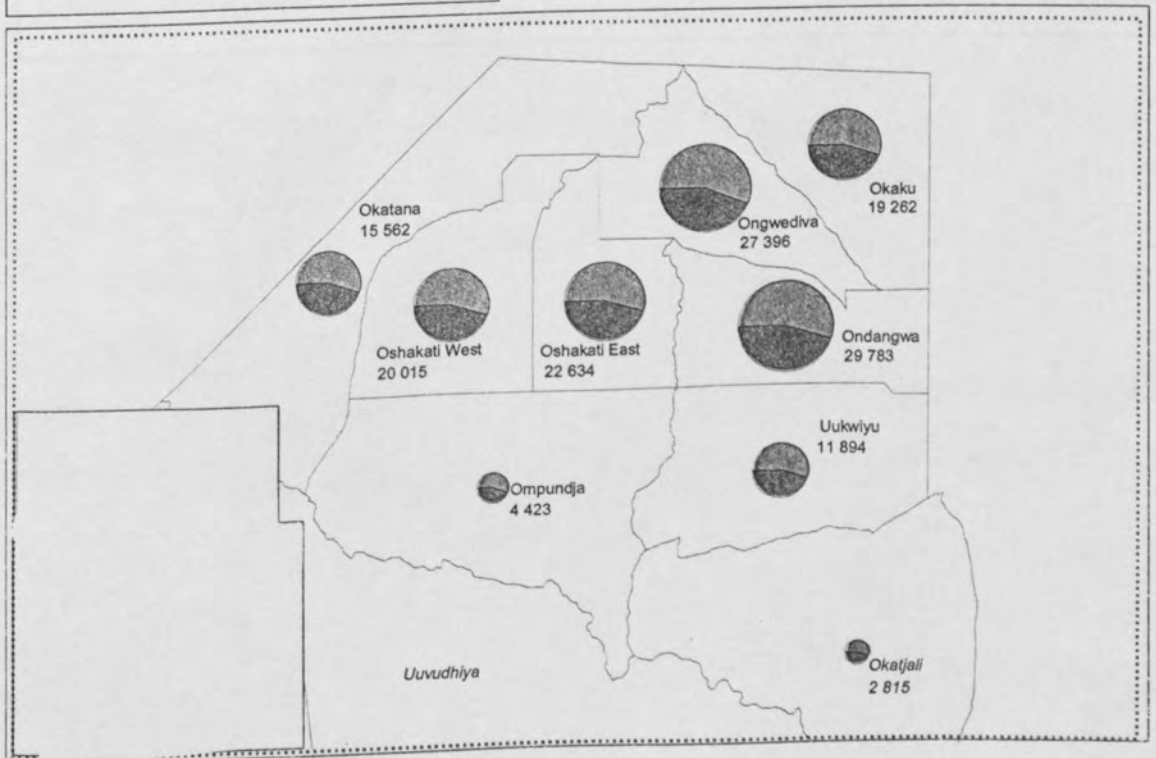 Okaku
19 262
Ongwediva
27 396
Okatana
15 562
Oshakati West
20 015
Oshakati East
22 634
Ondangwa
29 783
Uukwiyu
11 894
Ompundja
4 423
Uuvudhiya
Okatjali
2 815